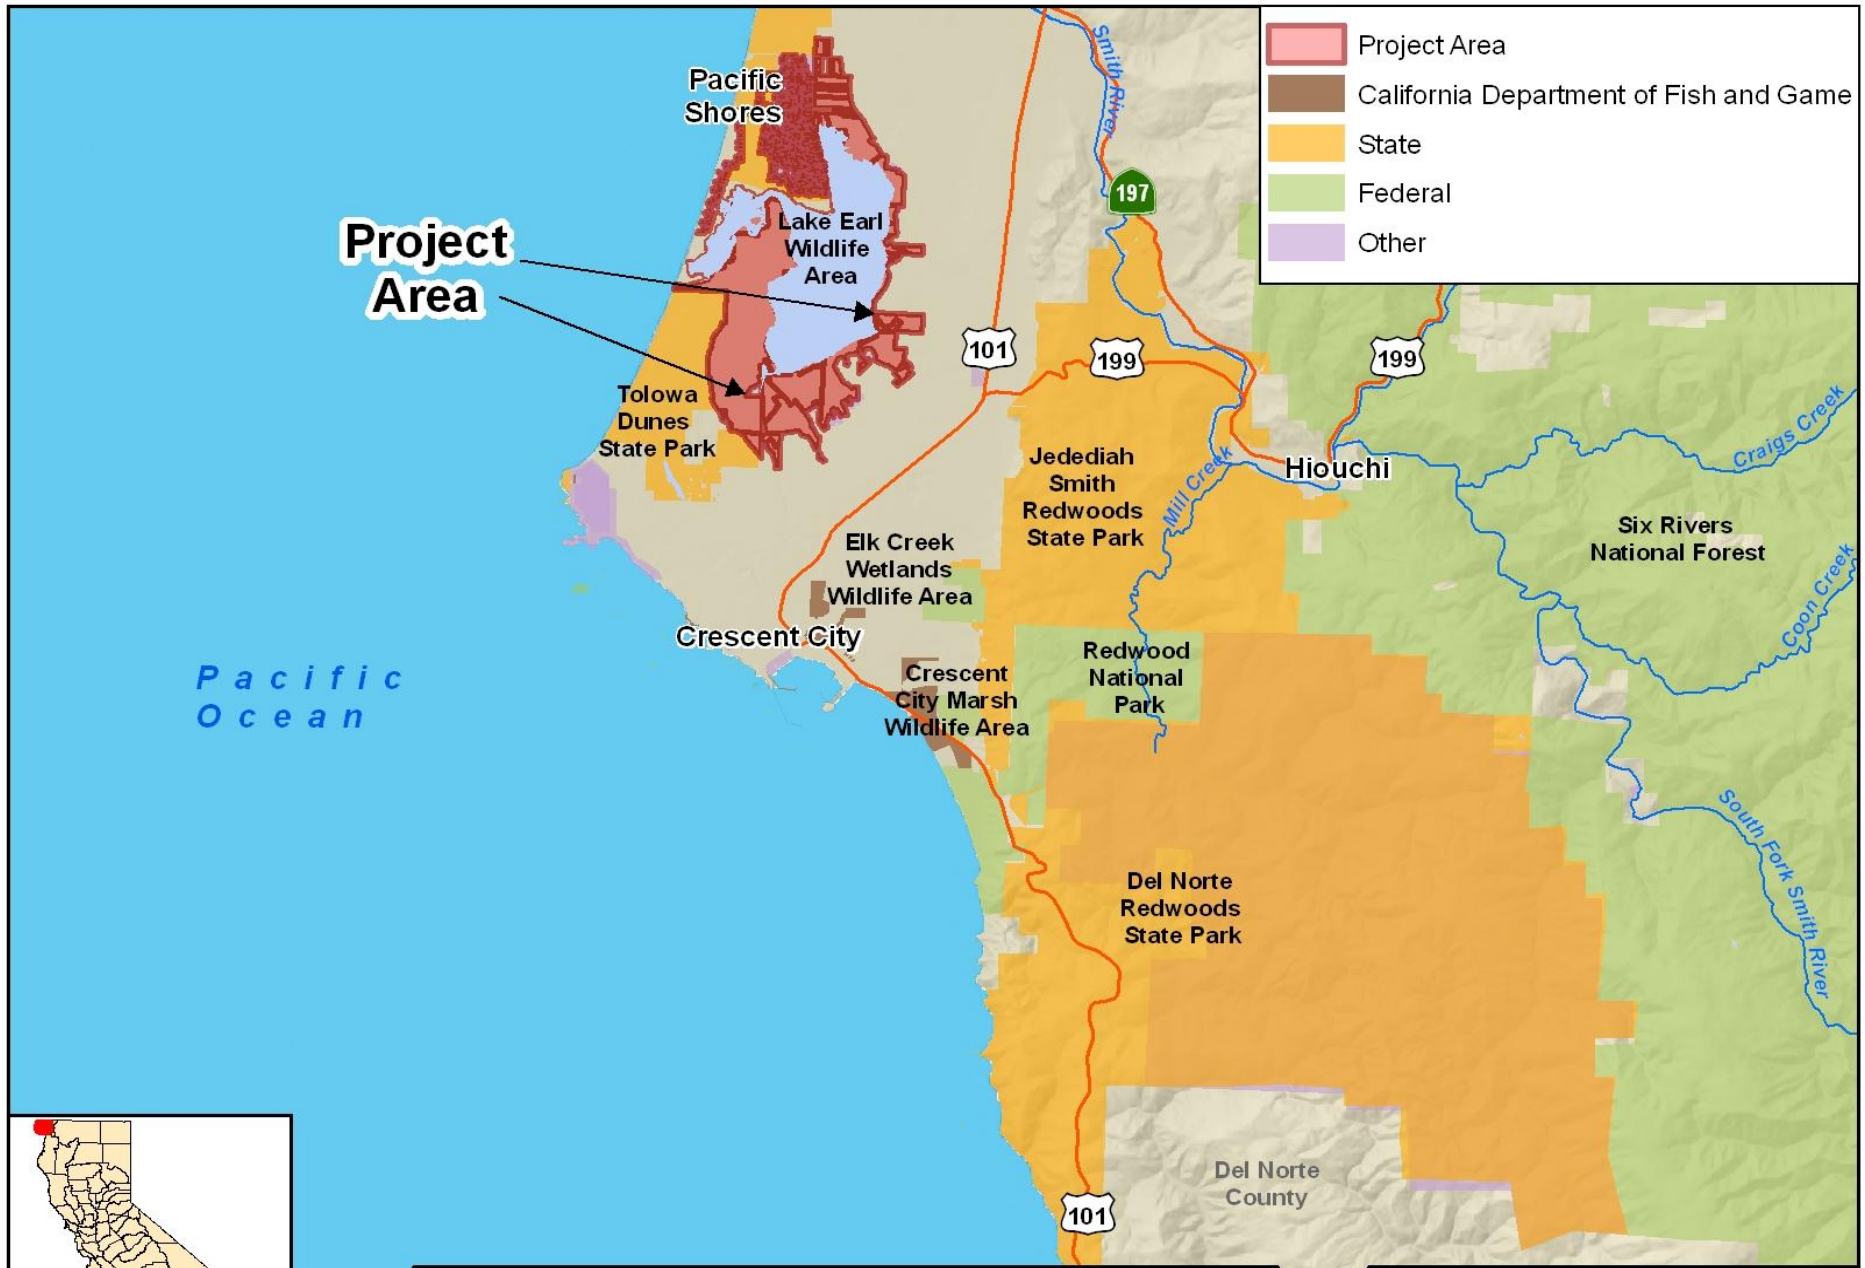 Project Area
California Department of Fish and Game
State
Federal
Other
Smith River
Pacific
Shores
197
Lake Earl
Wildlife
Area
Project
Area
101
199
199
Tolowa
Dunes
State Park
Craigs Creek
Jedediah
Smith
Redwoods
State Park
Mill Creek
Hiouchi
Six Rivers
National Forest
Elk Creek
Wetlands
Wildlife Area
Coon Creek
Crescent City
Redwood
National
Park
Crescent
City Marsh
Wildlife Area
Pacific
Ocean
South Fork Smith River
Del Norte
Redwoods
State Park
Del Norte
County
101